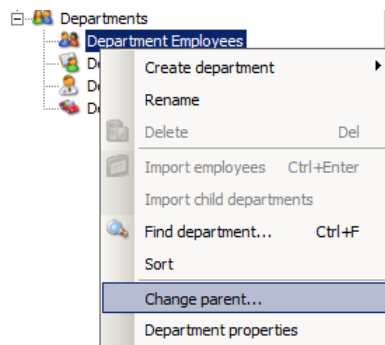 Departments
Department Employees
D
Create department
D
Rename
D
Delete Del
Import employees Ctrl+Enter
Import child departments
Find department... Ctrl+F
Sort
Change parent...
Department properties